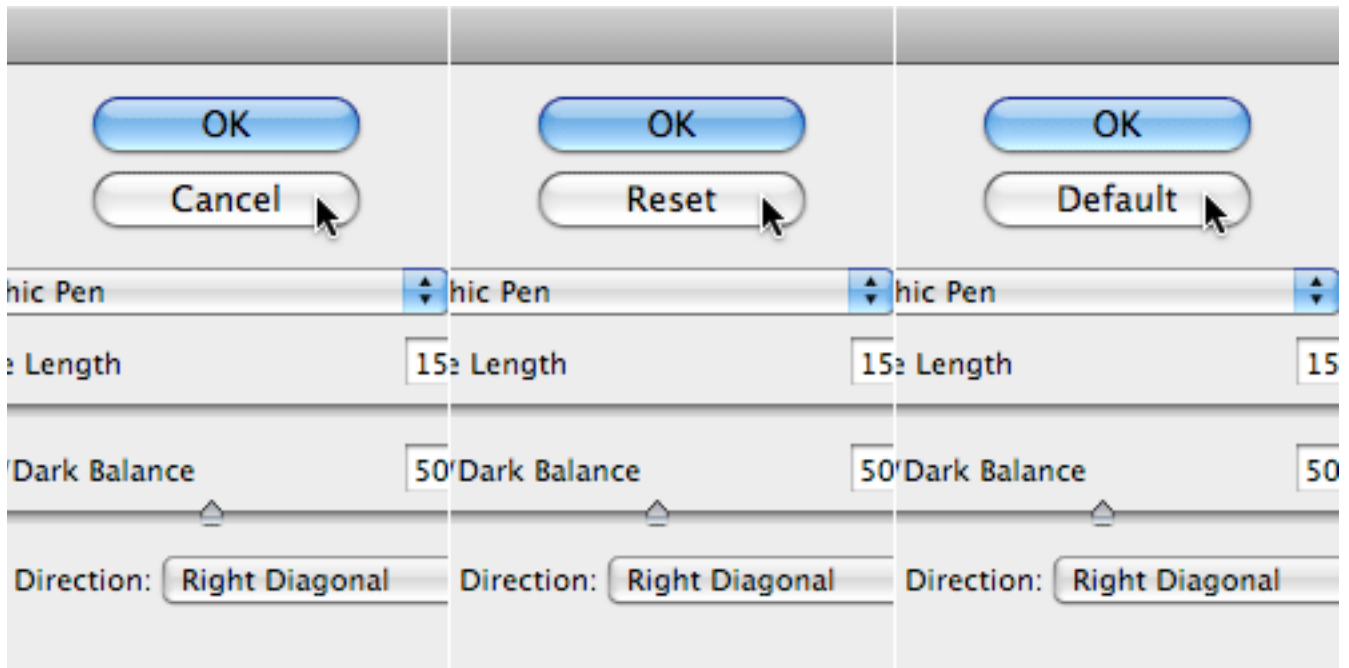 OK
Cancel
hic Pen
e Length 15
/Dark Balance 50
Direction: Right Diagonal
OK
Reset
hic Pen
e Length 15
/Dark Balance 50
Direction: Right Diagonal
OK
Default
hic Pen
e Length 15
/Dark Balance 50
Direction: Right Diagonal